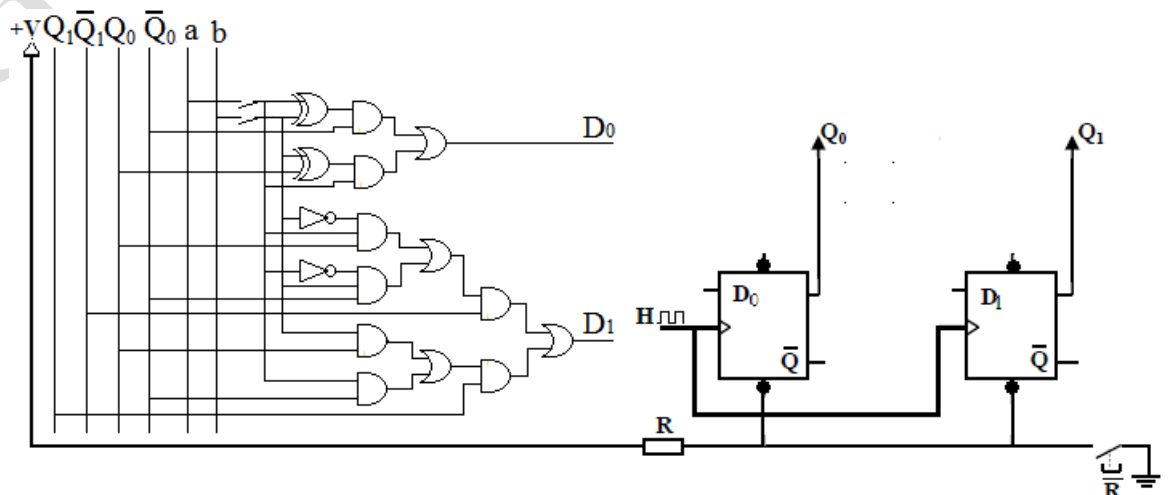 +V Q₁ Q̄₁ Q₀ Q̄₀ a b
D₀
D₁
Q₀
Q₁
H
D₀
Q̄
D₁
Q̄
R
R̄